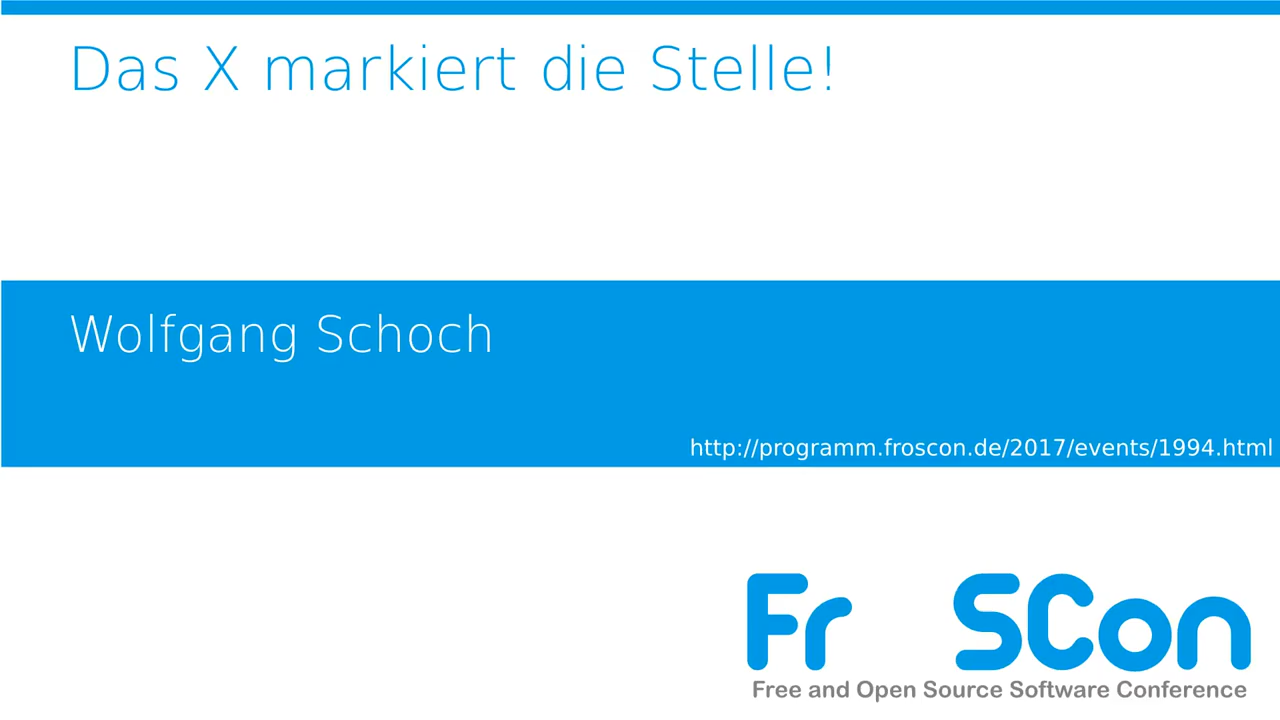 Das X markiert die Stelle!
Wolfgang Schoch
http://programm.froscon.de/2017/events/1994.html
Fr SCon
Free and Open Source Software Conference